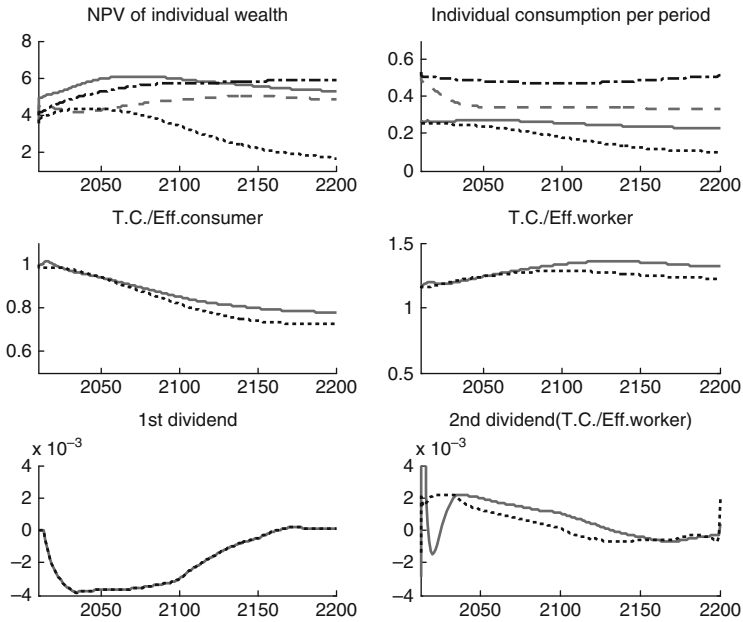 NPV of individual wealth
8
6
4
2
2050 2100 2150 2200
Individual consumption per period
0.6
0.4
0.2
0
2050 2100 2150 2200
T.C./Eff.consumer
1
0.8
0.6
2050 2100 2150 2200
T.C./Eff.worker
1.5
1
0.5
2050 2100 2150 2200
1st dividend
x 10⁻³
4
2
0
−2
−4
2050 2100 2150 2200
2nd dividend(T.C./Eff.worker)
x 10⁻³
4
2
0
−2
−4
2050 2100 2150 2200